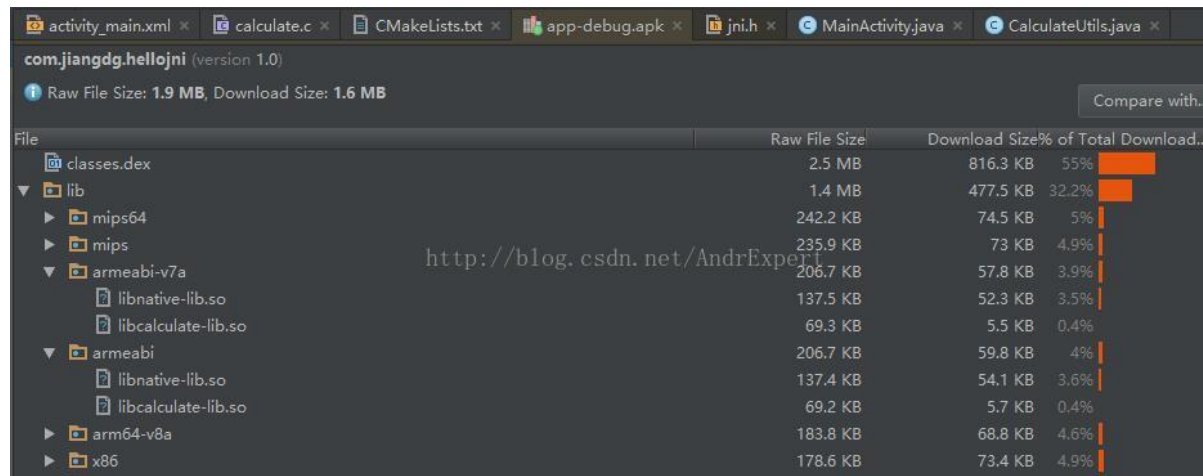 activity_main.xml × calculate.c × CMakeLists.txt × app-debug.apk × jni.h × MainActivity.java × CalculateUtils.java ×
com.jiangdg.hellojni (version 1.0)
Raw File Size: 1.9 MB, Download Size: 1.6 MB
Compare with..
File Raw File Size Download Size % of Total Download..
classes.dex 2.5 MB 816.3 KB 55%
lib 1.4 MB 477.5 KB 32.2%
mips64 242.2 KB 74.5 KB 5%
mips 235.9 KB 73 KB 4.9%
http://blog.csdn.net/AndrExpert
armeabi-v7a 206.7 KB 57.8 KB 3.9%
libnative-lib.so 137.5 KB 52.3 KB 3.5%
libcalculate-lib.so 69.3 KB 5.5 KB 0.4%
armeabi 206.7 KB 59.8 KB 4%
libnative-lib.so 137.4 KB 54.1 KB 3.6%
libcalculate-lib.so 69.2 KB 5.7 KB 0.4%
arm64-v8a 183.8 KB 68.8 KB 4.6%
x86 178.6 KB 73.4 KB 4.9%